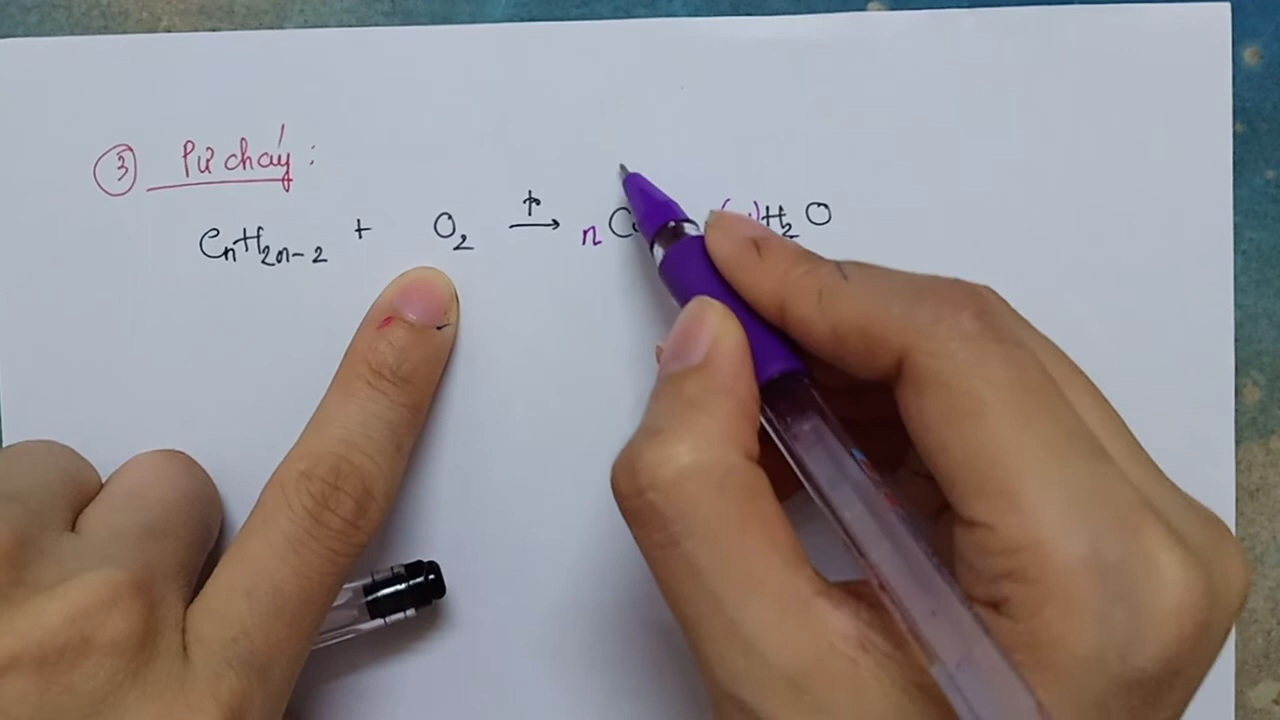 ③ Pư cháy:
CnH2n-2 + O2 →(t°) n C H2O